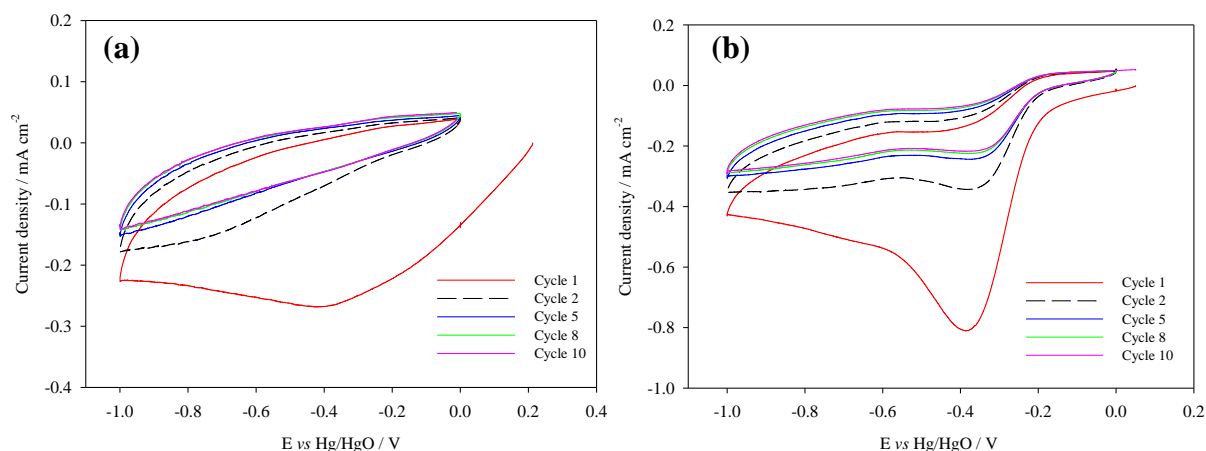 (a)
0.2
0.1
0.0
-0.1
-0.2
-0.3
-0.4
Current density / mA cm-2
-1.0 -0.8 -0.6 -0.4 -0.2 0.0 0.2 0.4
E vs Hg/HgO / V
Cycle 1
Cycle 2
Cycle 5
Cycle 8
Cycle 10
(b)
0.2
0.0
-0.2
-0.4
-0.6
-0.8
-1.0
Current density / mA cm-2
-1.0 -0.8 -0.6 -0.4 -0.2 0.0 0.2
E vs Hg/HgO / V
Cycle 1
Cycle 2
Cycle 5
Cycle 8
Cycle 10